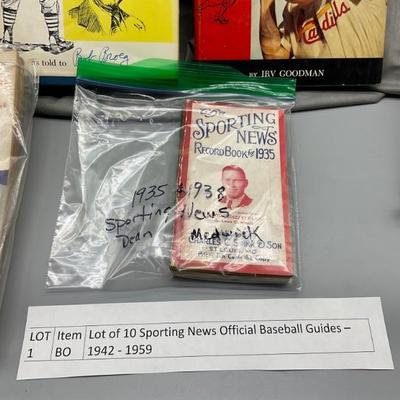 as told to Bob Broeg
BY IRV GOODMAN
Cardinals
The
SPORTING
NEWS
RECORD BOOK for 1935
1935 & 1938
Sporting News
Dean Medwick
CHARLES C. SPINK & SON
ST. LOUIS, MO.
LOT 1
Item BO
Lot of 10 Sporting News Official Baseball Guides –
1942 - 1959